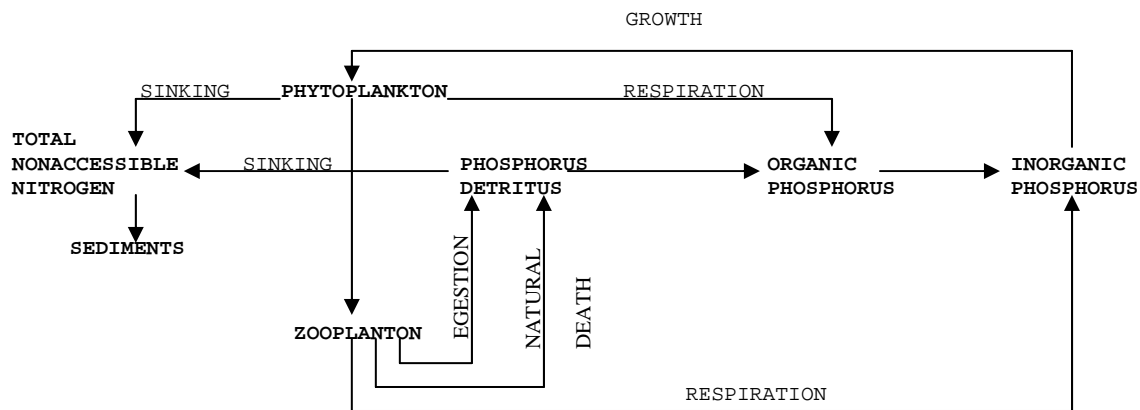 GROWTH
SINKING PHYTOPLANKTON RESPIRATION
TOTAL
NONACCESSIBLE
NITROGEN
SINKING
PHOSPHORUS
DETRITUS
ORGANIC
PHOSPHORUS
INORGANIC
PHOSPHORUS
SEDIMENTS
EGESTION
NATURAL
DEATH
ZOOPLANTON
RESPIRATION